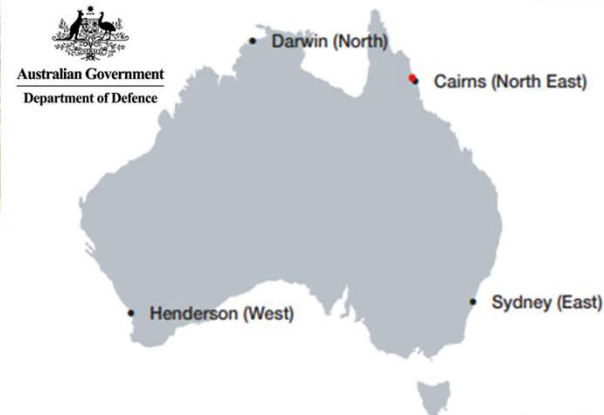 Australian Government
Department of Defence
Darwin (North)
Cairns (North East)
Henderson (West)
Sydney (East)